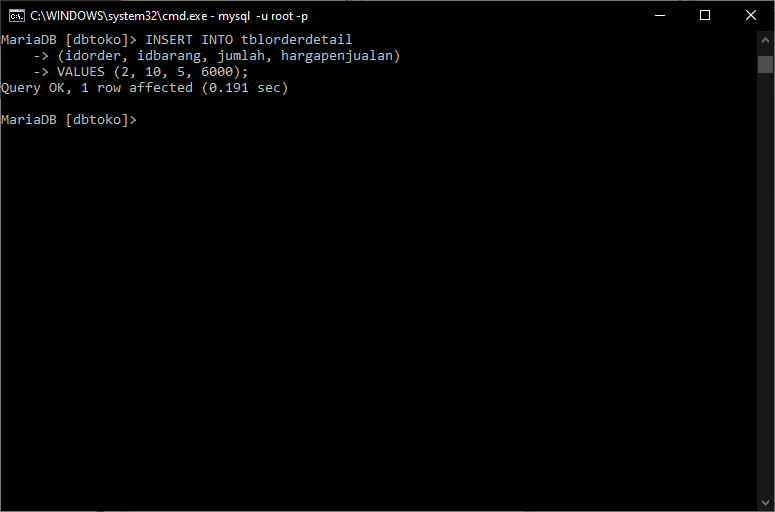 C:\WINDOWS\system32\cmd.exe - mysql  -u root -p
MariaDB [dbtoko]> INSERT INTO tblorderdetail
    -> (idorder, idbarang, jumlah, hargapenjualan)
    -> VALUES (2, 10, 5, 6000);
Query OK, 1 row affected (0.191 sec)
MariaDB [dbtoko]>